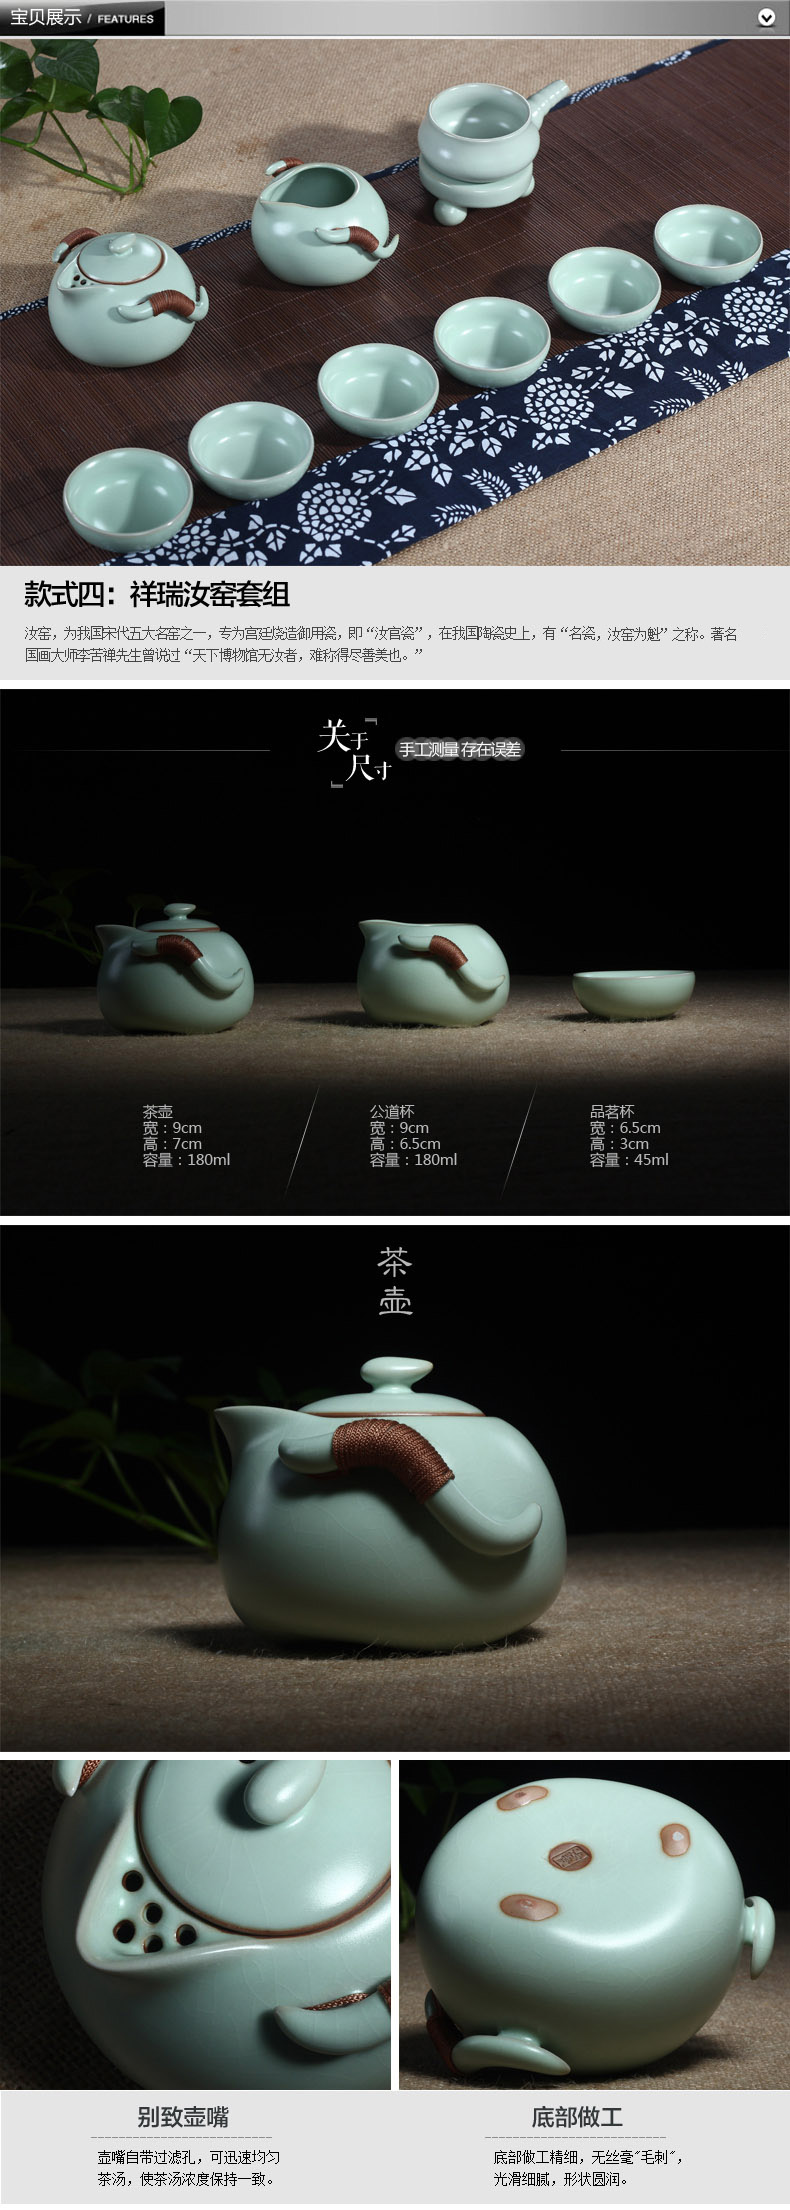 宝贝展示 / FEATURES
款式四：祥瑞汝窑套组
汝窑，为我国宋代五大名窑之一，专为宫廷烧造御用瓷，即“汝官瓷”，在我国陶瓷史上，有“名瓷，汝窑为魁”之称。著名
国画大师李苦禅先生曾说过“天下博物馆无汝者，难称得尽善美也。”
关于
尺寸
手工测量 存在误差
茶壶
宽：9cm
高：7cm
容量：180ml
公道杯
宽：9cm
高：6.5cm
容量：180ml
品茗杯
宽：6.5cm
高：3cm
容量：45ml
茶
壶
别致壶嘴
壶嘴自带过滤孔，可迅速均匀
茶汤，使茶汤浓度保持一致。
底部做工
底部做工精细，无丝毫"毛刺"，
光滑细腻，形状圆润。